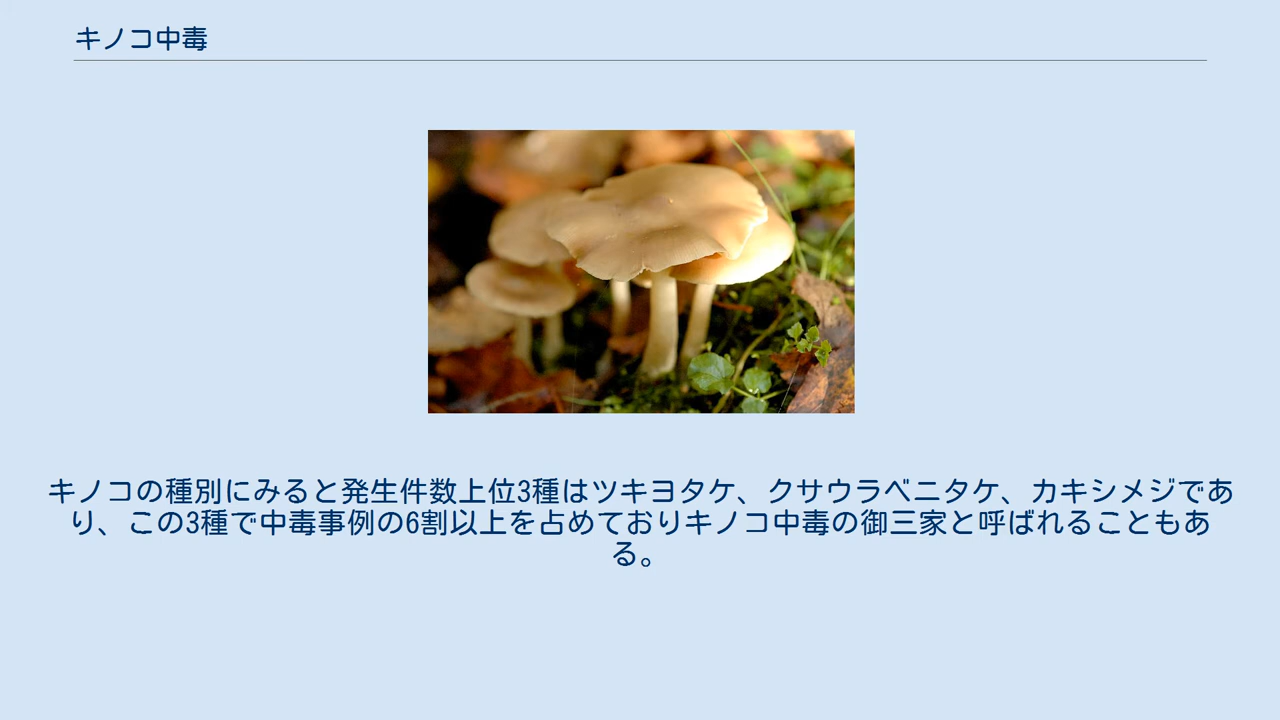 キノコ中毒
キノコの種別にみると発生件数上位3種はツキヨタケ、クサウラベニタケ、カキシメジであ
り、この3種で中毒事例の6割以上を占めておりキノコ中毒の御三家と呼ばれることもあ
る。